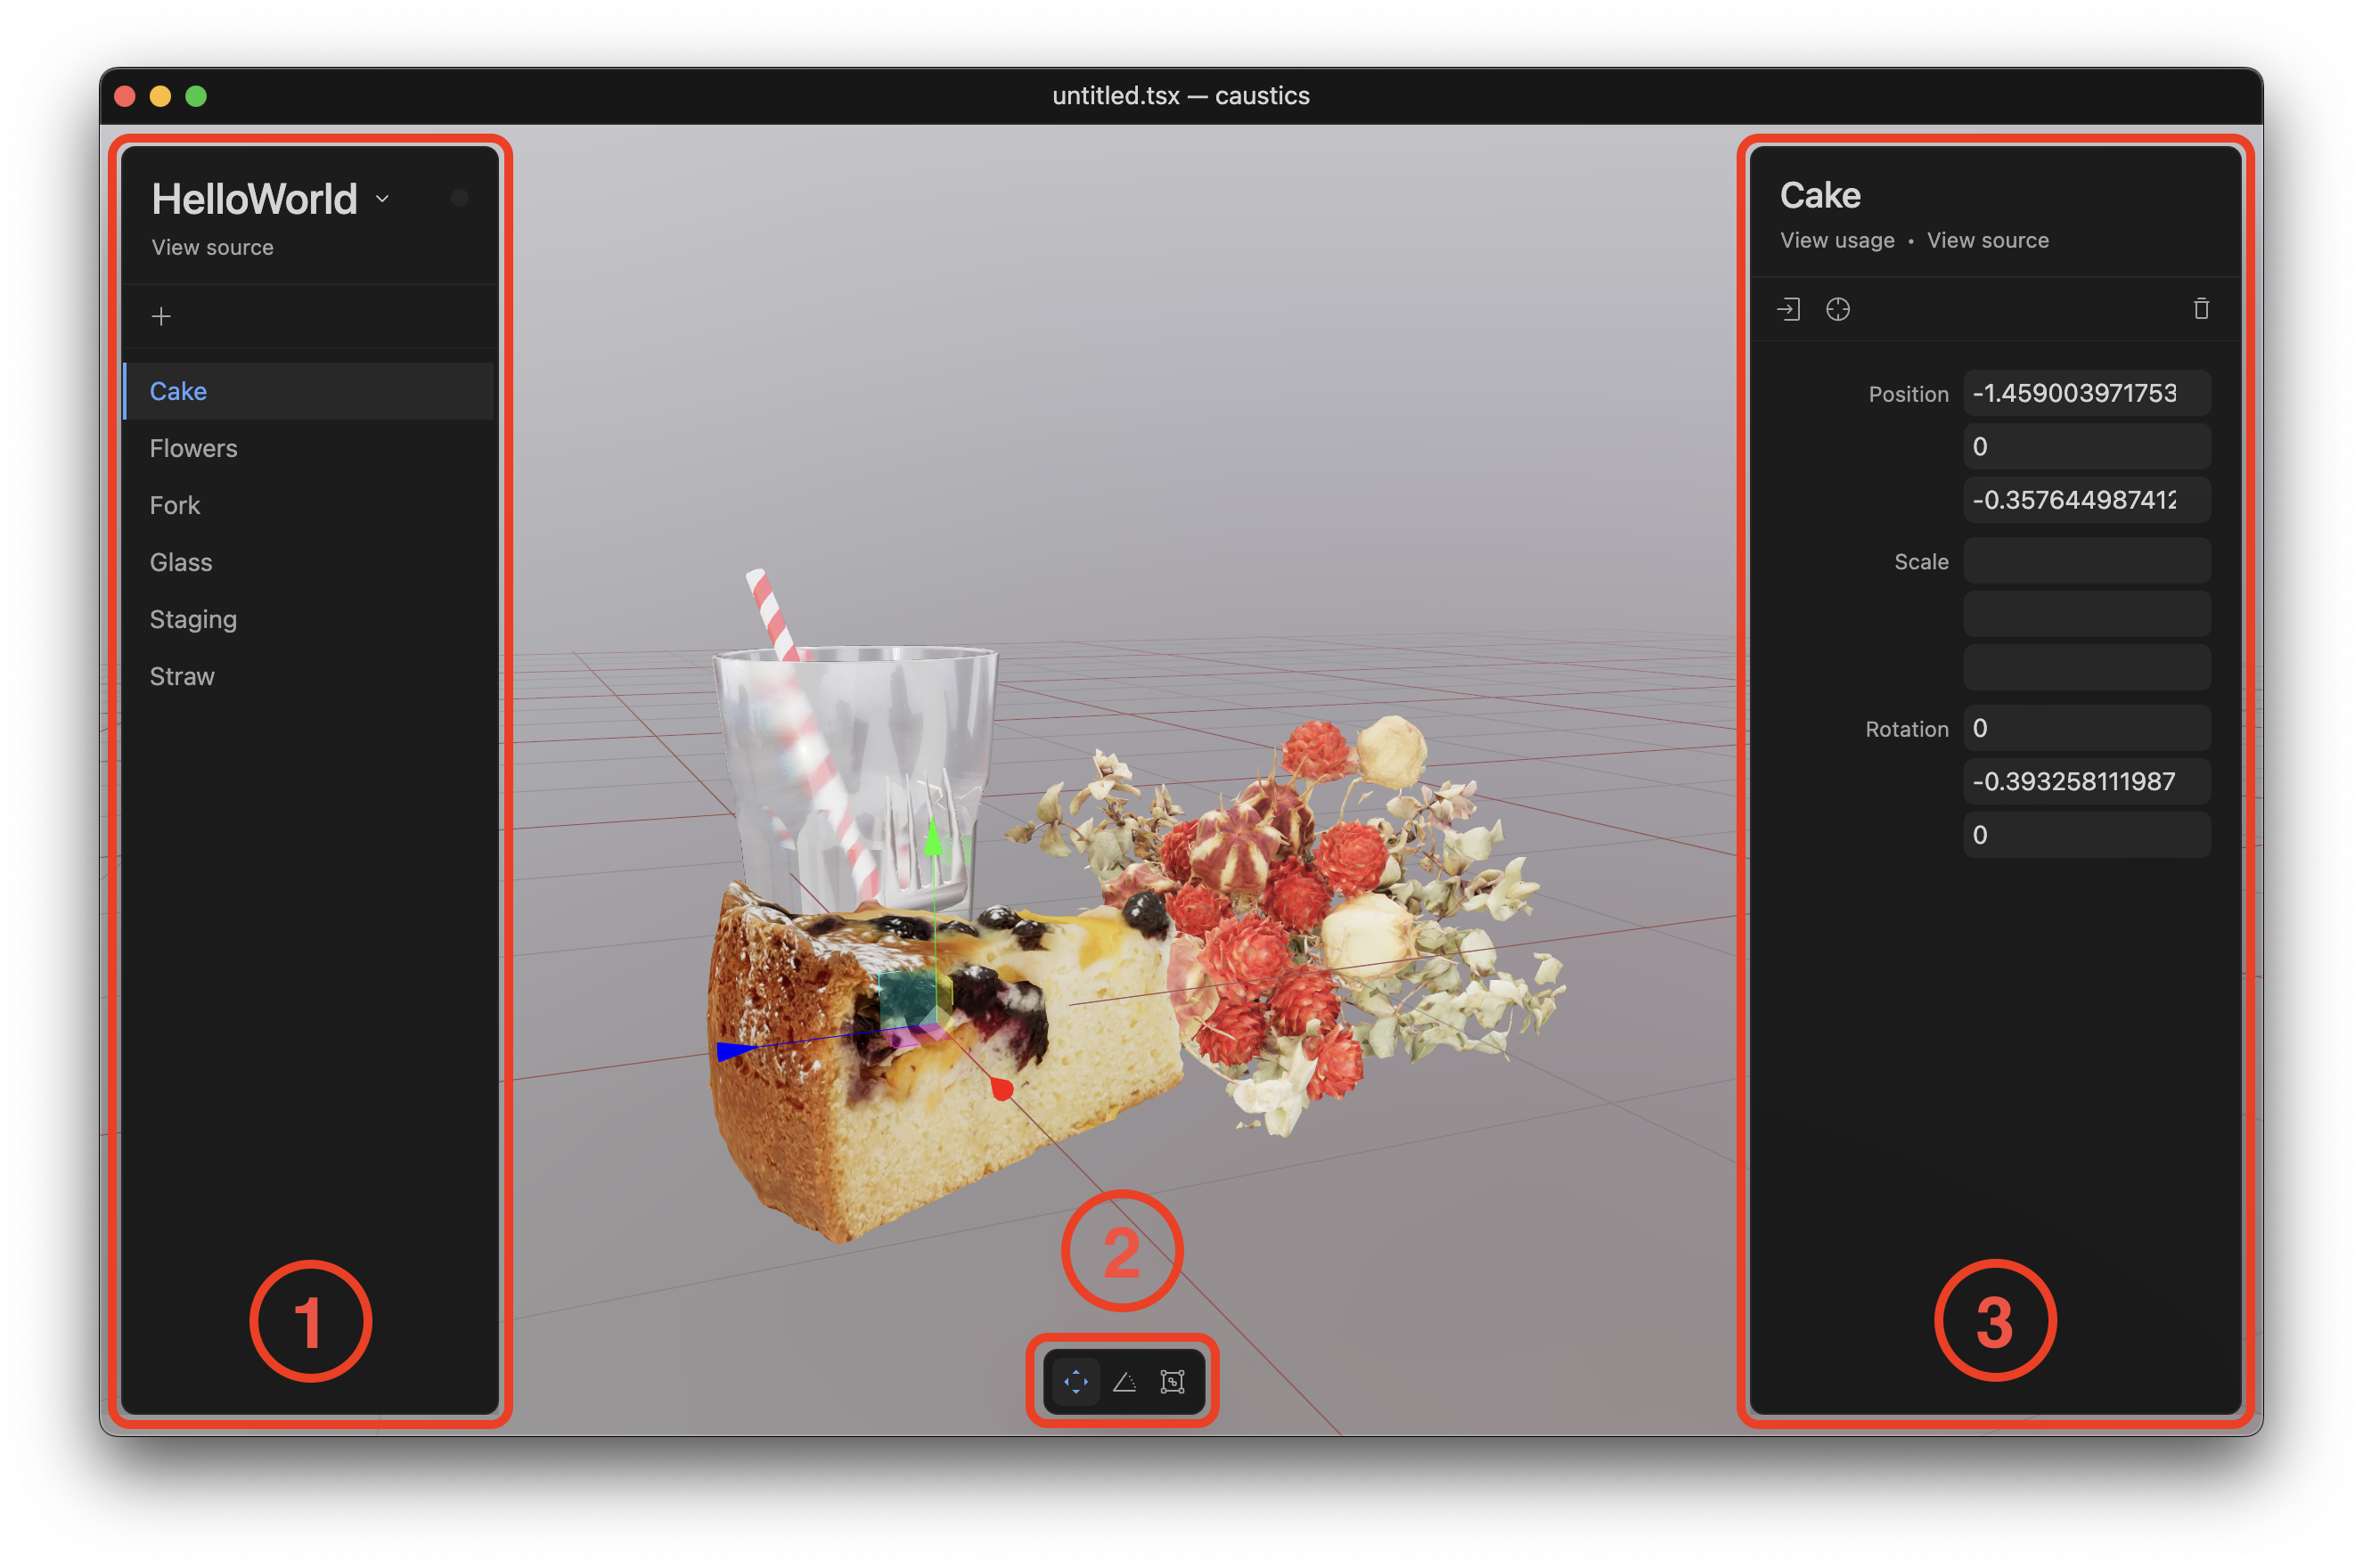 untitled.tsx — caustics
HelloWorld
View source
Cake
Flowers
Fork
Glass
Staging
Straw
1
2
Cake
View usage • View source
Position -1.459003971753
0
-0.357644987412
Scale
Rotation 0
-0.393258111987
0
3